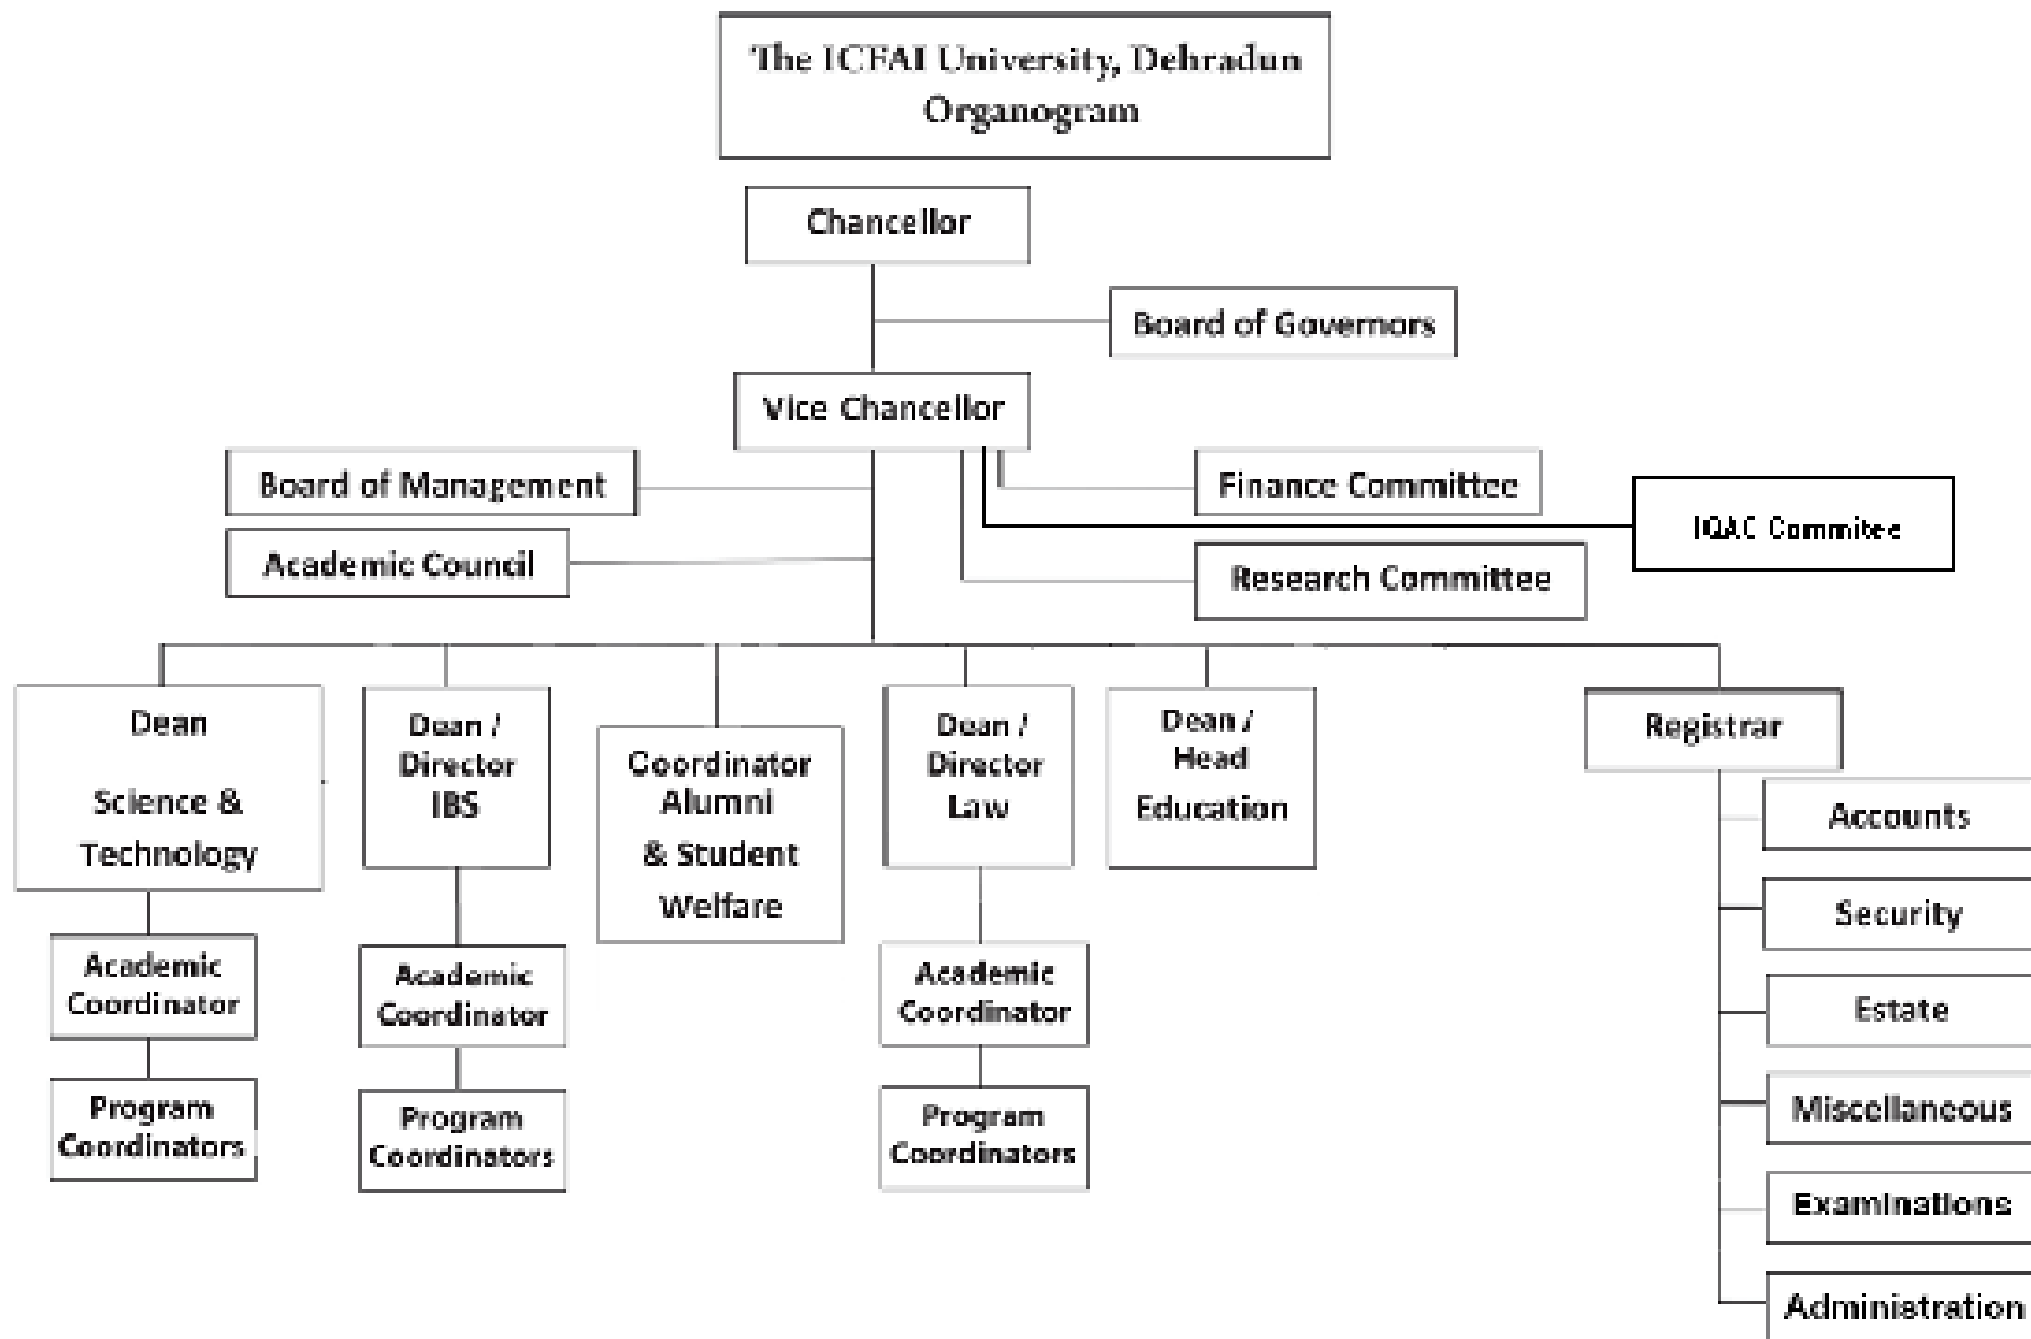 The ICFAI University, Dehradun
Organogram
Chancellor
Board of Governors
Vice Chancellor
Board of Management
Finance Committee
IQAC Commitee
Academic Council
Research Committee
Dean
Science &
Technology
Dean /
Director
IBS
Coordinator
Alumni
& Student
Welfare
Dean /
Director
Law
Dean /
Head
Education
Registrar
Accounts
Security
Estate
Miscellaneous
Examinations
Administration
Academic
Coordinator
Academic
Coordinator
Academic
Coordinator
Program
Coordinators
Program
Coordinators
Program
Coordinators